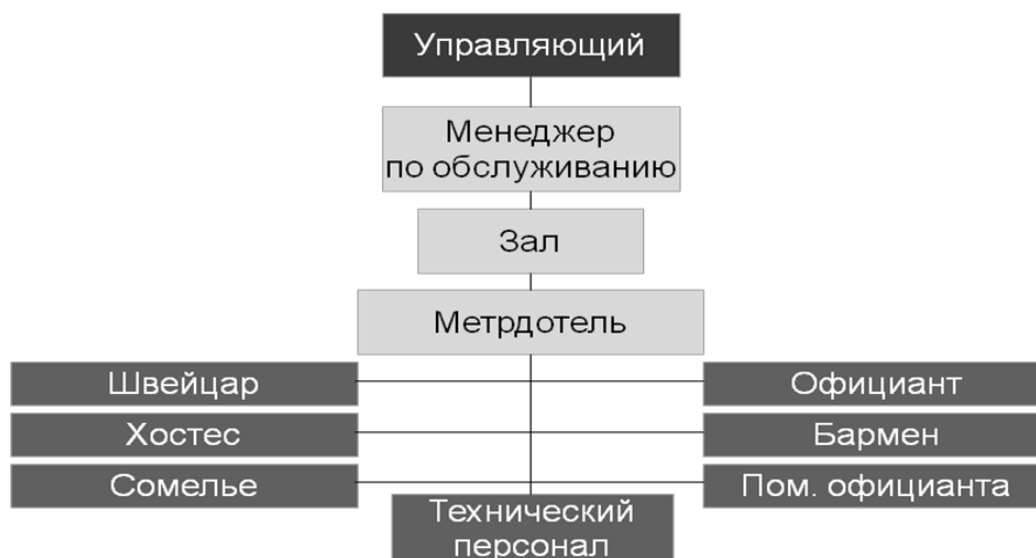 Управляющий
Менеджер
по обслуживанию
Зал
Метрдотель
Швейцар
Официант
Хостес
Бармен
Сомелье
Пом. официанта
Технический
персонал